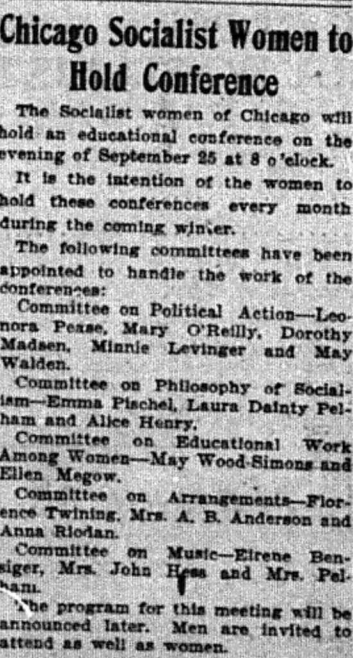 Chicago Socialist Women to
Hold Conference
The Socialist women of Chicago will
hold an educational conference on the
evening of September 25 at 8 o'clock.
It is the intention of the women to
hold these conferences every month
during the coming winter.
The following committees have been
appointed to handle the work of the
conferences:
Committee on Political Action—Leo-
nora Pease, Mary O'Reilly, Dorothy
Madsen, Minnie Levinger and May
Walden.
Committee on Philosophy of Social-
ism—Emma Pischel, Laura Dainty Pel-
ham and Alice Henry.
Committee on Educational Work
Among Women—May Wood-Simons and
Ellen Megow.
Committee on Arrangements—Flor-
ence Twining, Mrs. A. B. Anderson and
Anna Riodan.
Committee on Music—Eirene Ben-
siger, Mrs. John Hess and Mrs. Pel-
ham.
The program for this meeting will be
announced later. Men are invited to
attend as well as women.